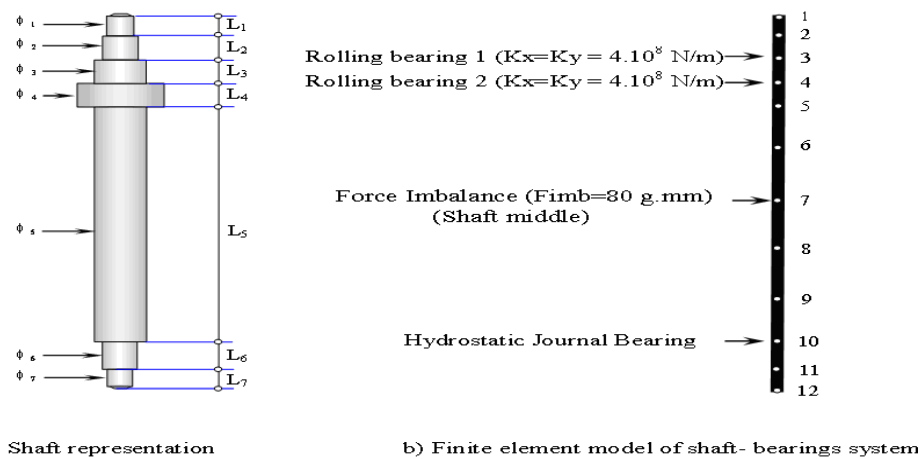 ϕ 1
ϕ 2
ϕ 3
ϕ 4
ϕ 5
ϕ 6
ϕ 7
L1
L2
L3
L4
L5
L6
L7
Rolling bearing 1 (Kx=Ky = 4.10⁸ N/m)
Rolling bearing 2 (Kx=Ky = 4.10⁸ N/m)
Force Imbalance (Fimb=80 g.mm)
(Shaft middle)
Hydrostatic Journal Bearing
1
2
3
4
5
6
7
8
9
10
11
12
Shaft representation
b) Finite element model of shaft- bearings system